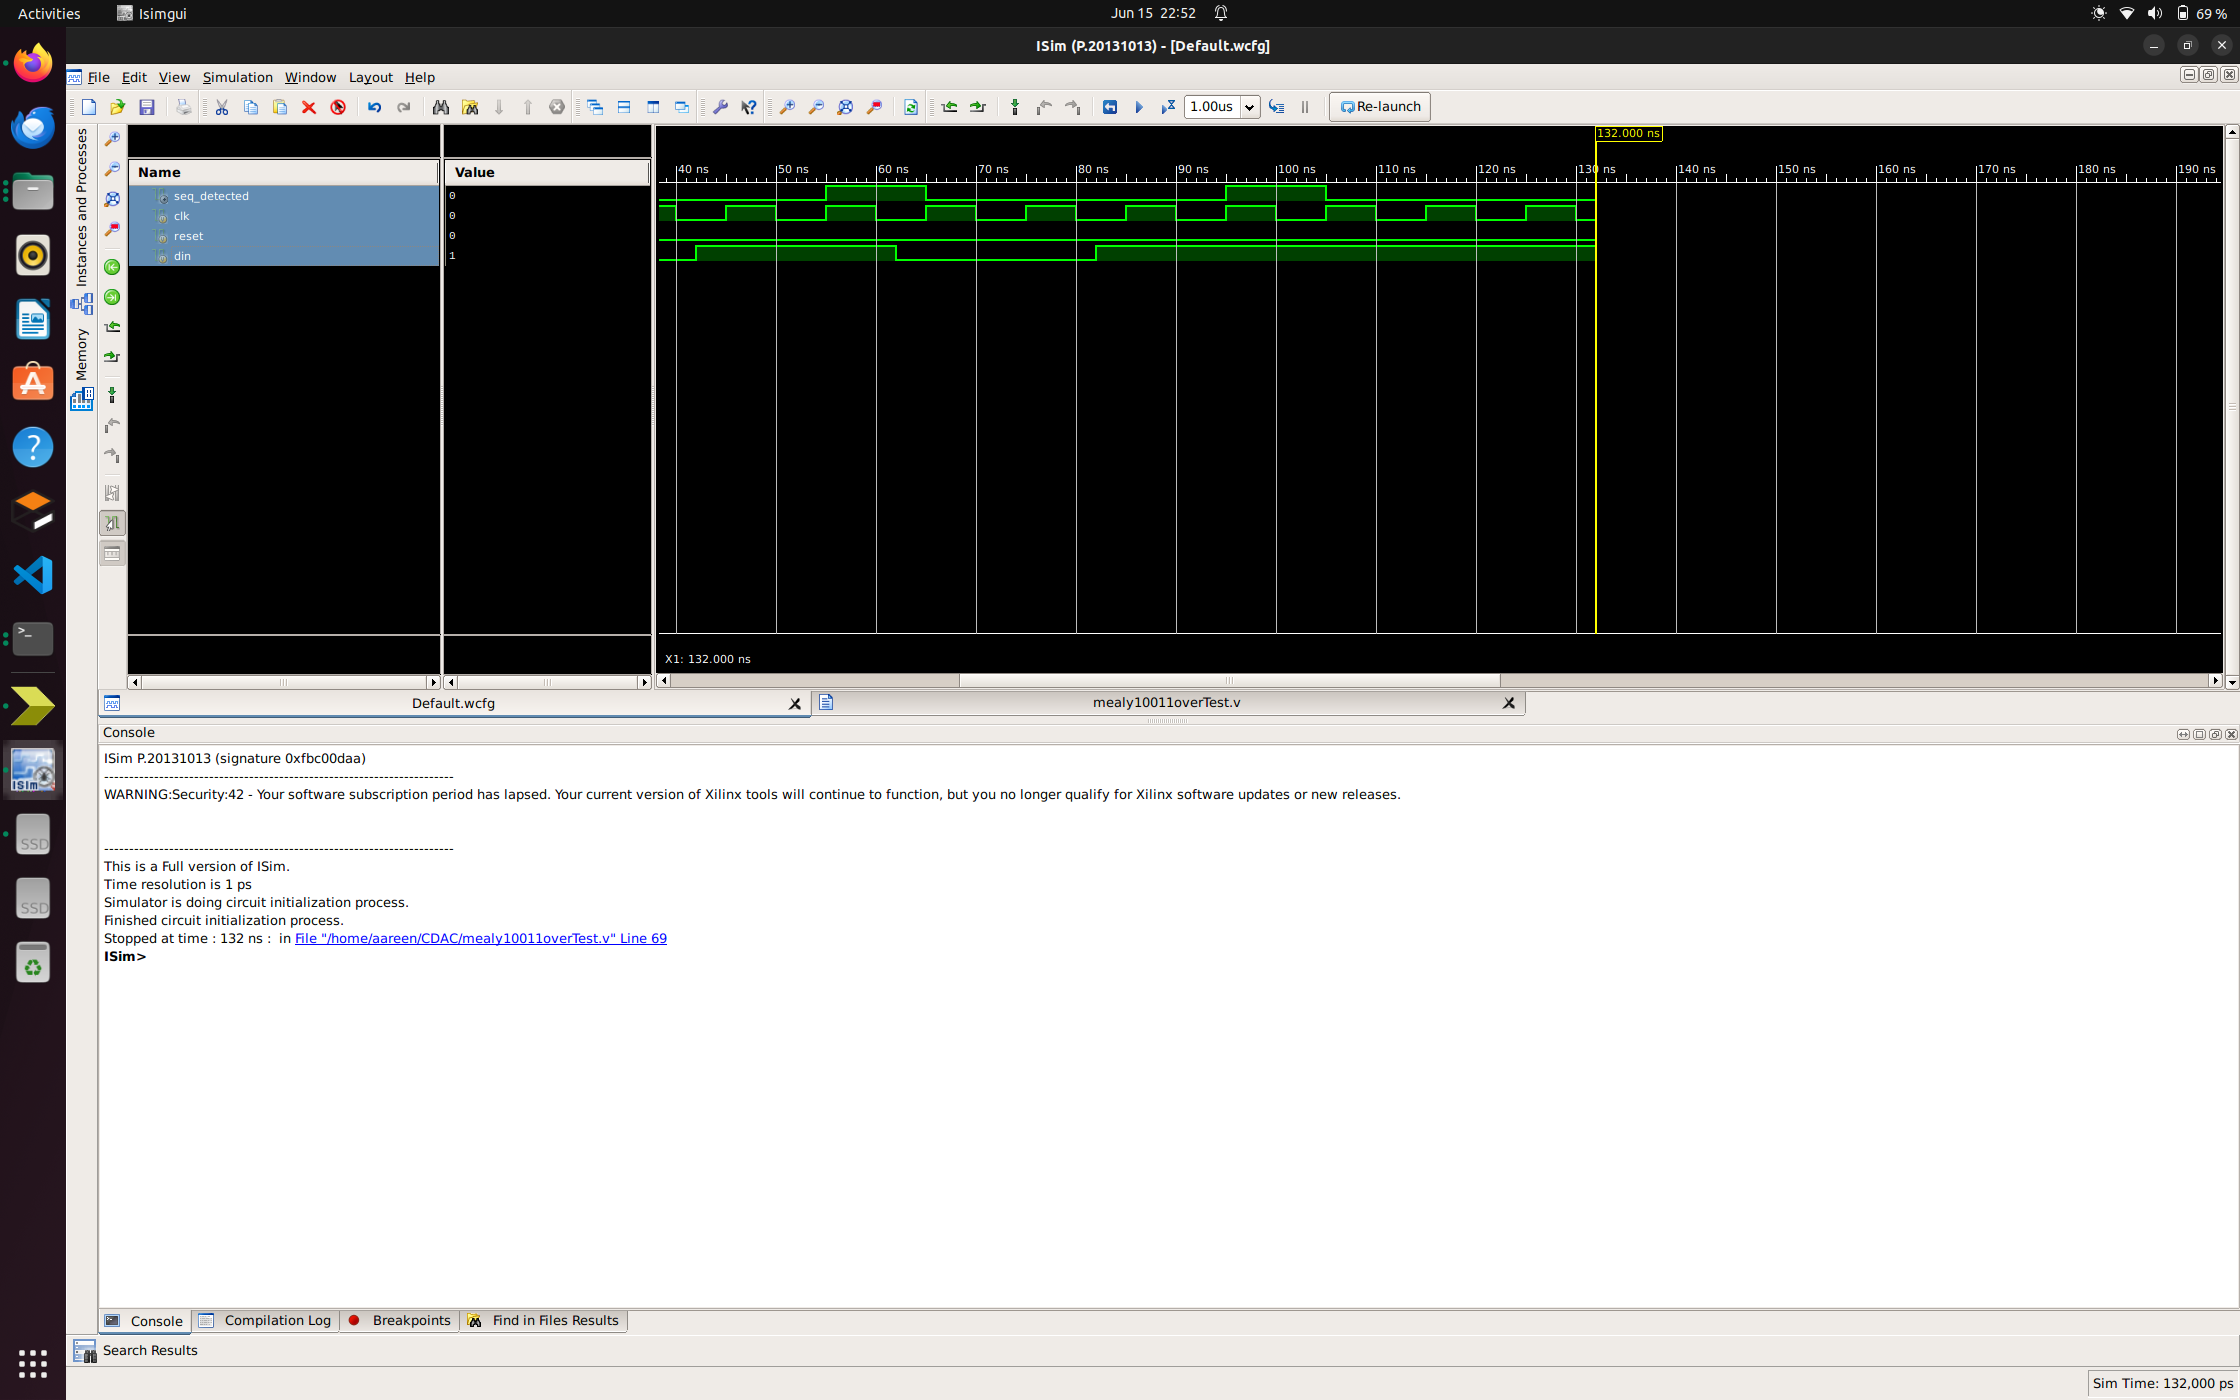 Activities
Isimgui
Jun 15 22:52
69 %
ISim (P.20131013) - [Default.wcfg]
File Edit View Simulation Window Layout Help
1.00us
Re-launch
Instances and Processes
Memory
Name
Value
seq_detected
0
clk
0
reset
0
din
1
132.000 ns
40 ns
50 ns
60 ns
70 ns
80 ns
90 ns
100 ns
110 ns
120 ns
130 ns
140 ns
150 ns
160 ns
170 ns
180 ns
190 ns
X1: 132.000 ns
Default.wcfg
mealy10011overTest.v
Console
ISim P.20131013 (signature 0xfbc00daa)
----------------------------------------------------------------------
WARNING:Security:42 - Your software subscription period has lapsed. Your current version of Xilinx tools will continue to function, but you no longer qualify for Xilinx software updates or new releases.
----------------------------------------------------------------------
This is a Full version of ISim.
Time resolution is 1 ps
Simulator is doing circuit initialization process.
Finished circuit initialization process.
Stopped at time : 132 ns : in File "/home/aareen/CDAC/mealy10011overTest.v" Line 69
ISim>
Console
Compilation Log
Breakpoints
Find in Files Results
Search Results
Sim Time: 132,000 ps
ISim
SSD
SSD